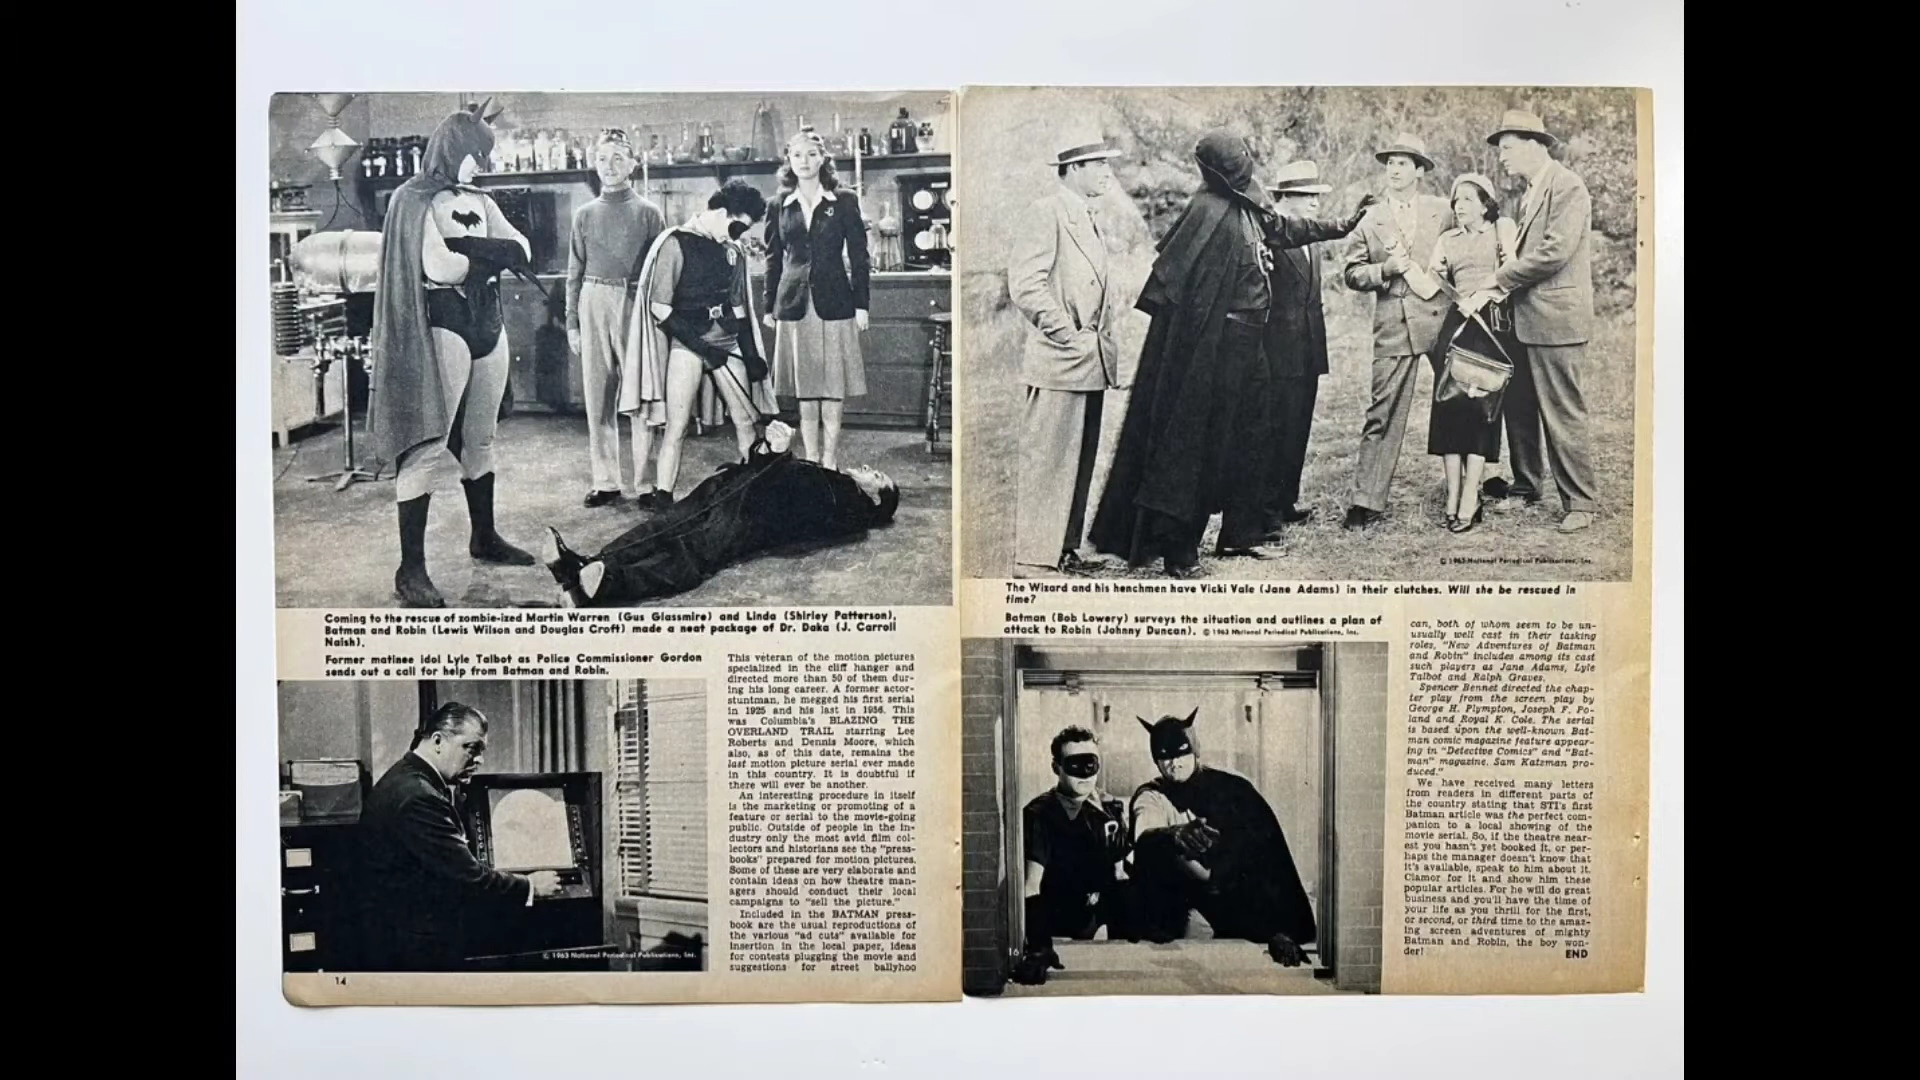 Coming to the rescue of zombie-ized Martin Warren (Gus Glassmire) and Linda (Shirley Patterson),
Batman and Robin (Lewis Wilson and Douglas Croft) made a neat package of Dr. Daka (J. Carroll
Naish).
Former matinee idol Lyle Talbot as Police Commissioner Gordon
sends out a call for help from Batman and Robin.
© 1963 National Periodical Publications, Inc.
14
This veteran of the motion pictures
specialized in the cliff hanger and
directed more than 50 of them dur-
ing his long career. A former actor-
stuntman, he megged his first serial
in 1925 and his last in 1956. This
was Columbia's BLAZING THE
OVERLAND TRAIL starring Lee
Roberts and Dennis Moore, which
also, as of this date, remains the
last motion picture serial ever made
in this country. It is doubtful if
there will ever be another.
An interesting procedure in itself
is the marketing or promoting of a
feature or serial to the movie-going
public. Outside of people in the in-
dustry only the most avid film col-
lectors and historians see the "press-
books" prepared for motion pictures.
Some of these are very elaborate and
contain ideas on how theatre man-
agers should conduct their local
campaigns to "sell the picture."
Included in the BATMAN press-
book are the usual reproductions of
the various "ad cuts" available for
insertion in the local paper, ideas
for contests plugging the movie and
suggestions for street ballyhoo
© 1963 National Periodical Publications, Inc.
The Wizard and his henchmen have Vicki Vale (Jane Adams) in their clutches. Will she be rescued in
time?
Batman (Bob Lowery) surveys the situation and outlines a plan of
attack to Robin (Johnny Duncan). © 1963 National Periodical Publications, Inc.
R
16
can, both of whom seem to be un-
usually well cast in their tasking
roles, "New Adventures of Batman
and Robin" includes among its cast
such players as Jane Adams, Lyle
Talbot and Ralph Graves.
Spencer Bennet directed the chap-
ter play from the screen play by
George H. Plympton, Joseph F. Po-
land and Royal K. Cole. The serial
is based upon the well-known Bat-
man comic magazine feature appear-
ing in "Detective Comics" and "Bat-
man" magazine. Sam Katzman pro-
duced."
We have received many letters
from readers in different parts of
the country stating that STI's first
Batman article was the perfect com-
panion to a local showing of the
movie serial. So, if the theatre near-
est you hasn't yet booked it, or per-
haps the manager doesn't know that
it's available, speak to him about it.
Clamor for it and show him these
popular articles. For he will do great
business and you'll have the time of
your life as you thrill for the first,
or second, or third time to the amaz-
ing screen adventures of mighty
Batman and Robin, the boy won-
der! END